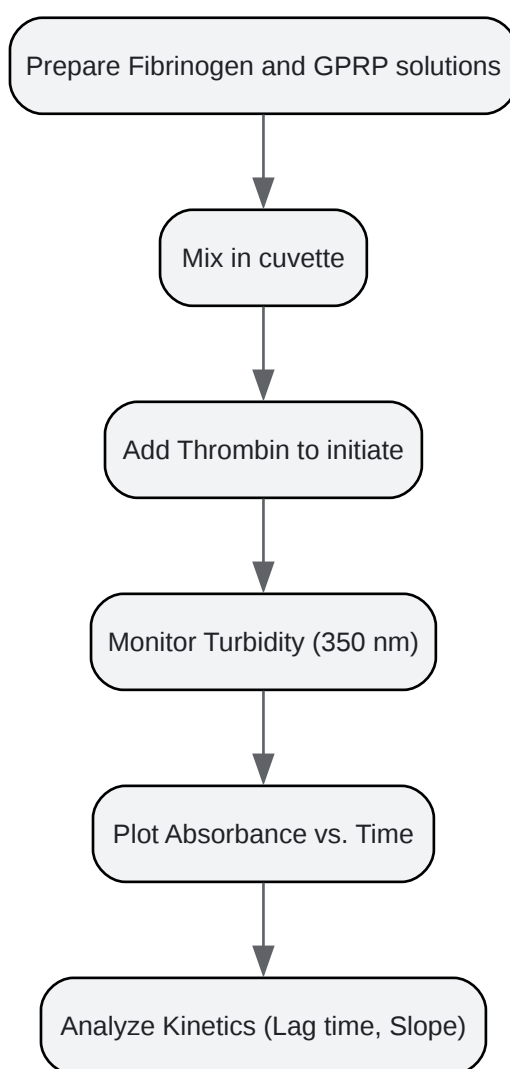 Prepare Fibrinogen and GPRP solutions
Mix in cuvette
Add Thrombin to initiate
Monitor Turbidity (350 nm)
Plot Absorbance vs. Time
Analyze Kinetics (Lag time, Slope)